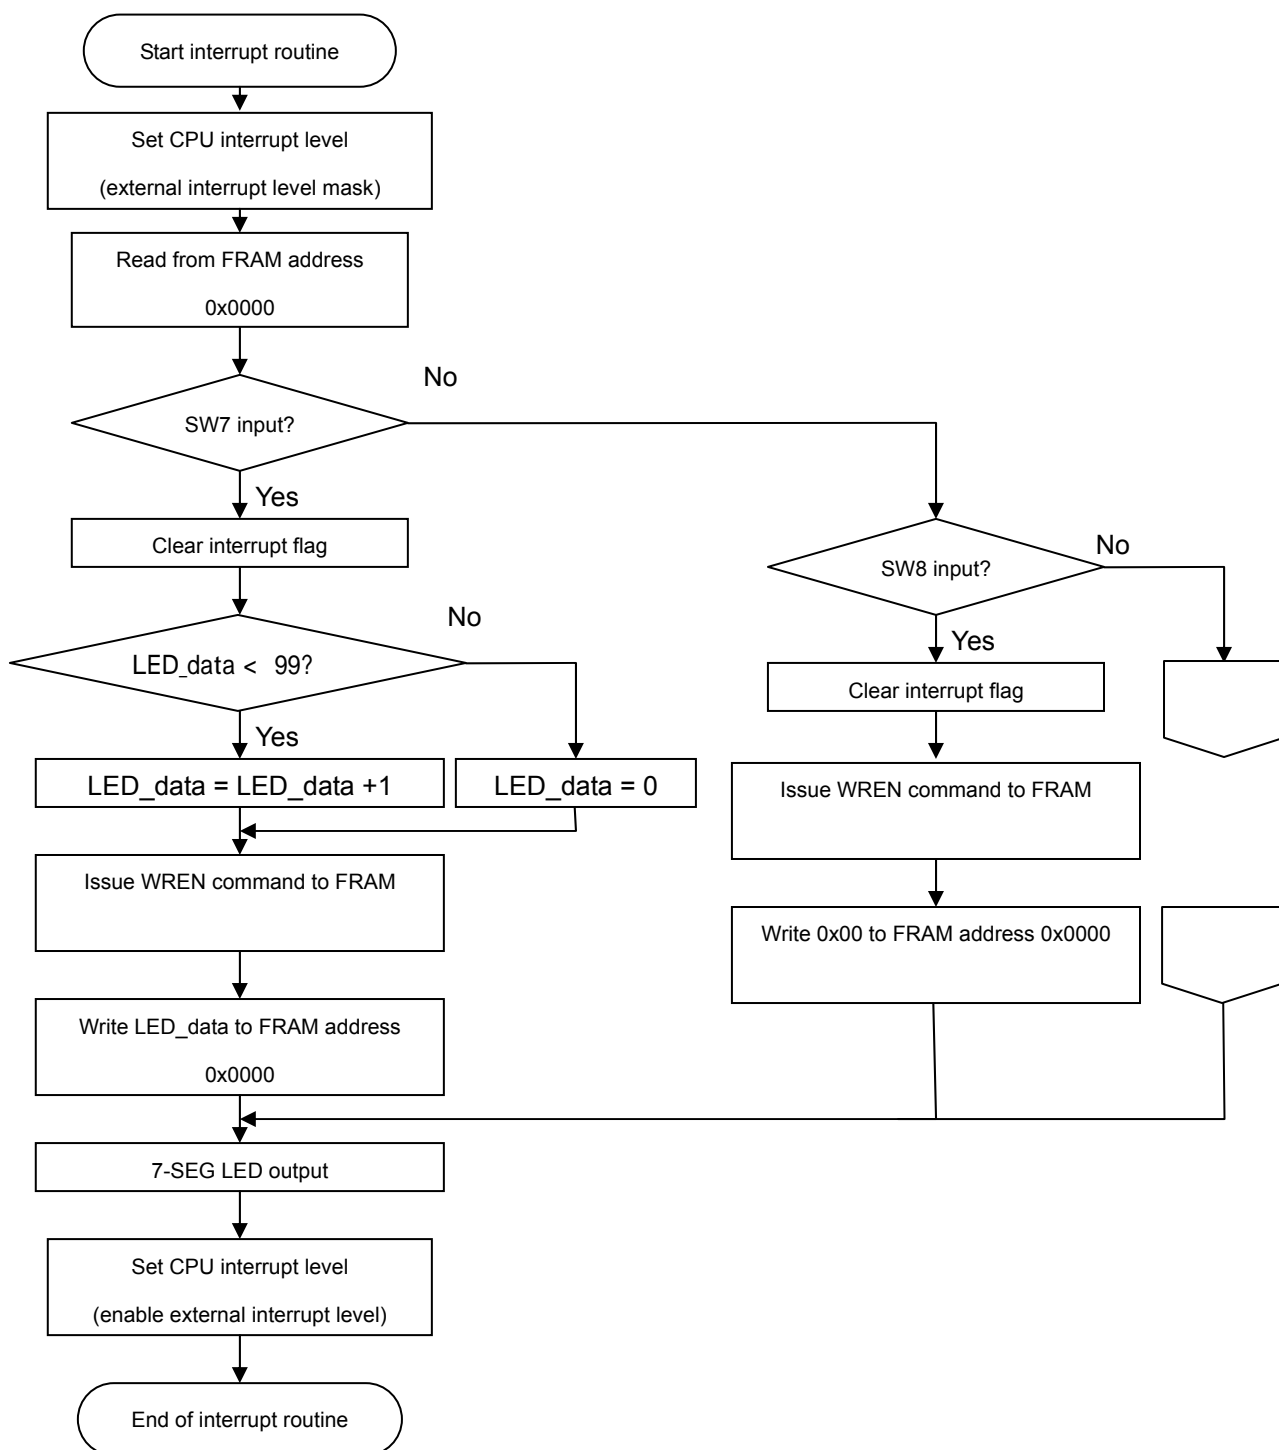 Start interrupt routine
Set CPU interrupt level
(external interrupt level mask)
Read from FRAM address
0x0000
No
SW7 input?
Yes
Clear interrupt flag
No
SW8 input?
No
LED_data < 99?
Yes
Clear interrupt flag
Yes
LED_data = LED_data +1
LED_data = 0
Issue WREN command to FRAM
Issue WREN command to FRAM
Write 0x00 to FRAM address 0x0000
Write LED_data to FRAM address
0x0000
7-SEG LED output
Set CPU interrupt level
(enable external interrupt level)
End of interrupt routine